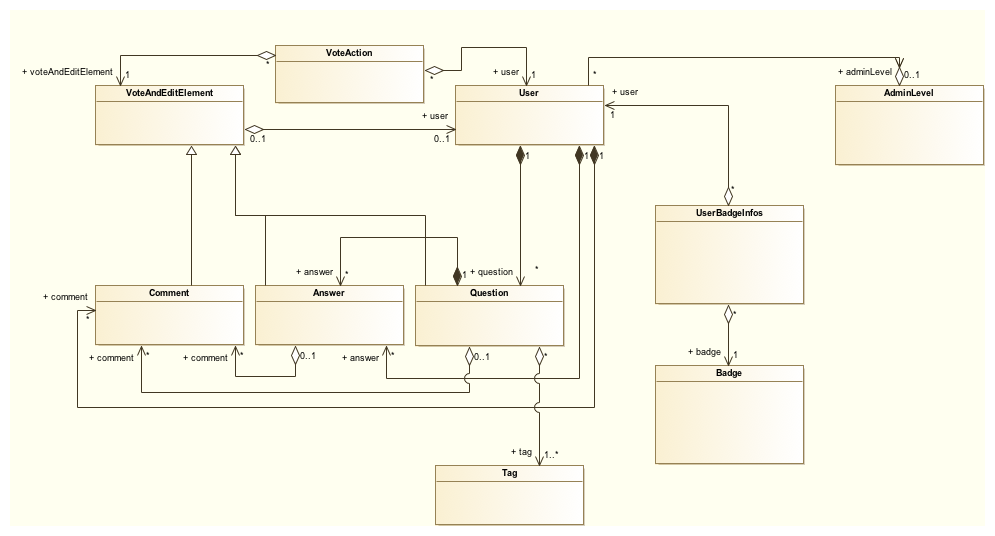 VoteAction
*
*
+ voteAndEditElement
1
+ user
1
*
+ adminLevel
0..1
VoteAndEditElement
User
+ user
1
AdminLevel
+ user
0..1
0..1
1
1
1
*
UserBadgeInfos
+ answer
*
1
+ question
*
+ comment
*
Comment
Answer
Question
*
+ comment
*
+ comment
*
0..1
+ answer
*
0..1
*
+ badge
1
Badge
+ tag
1..*
Tag